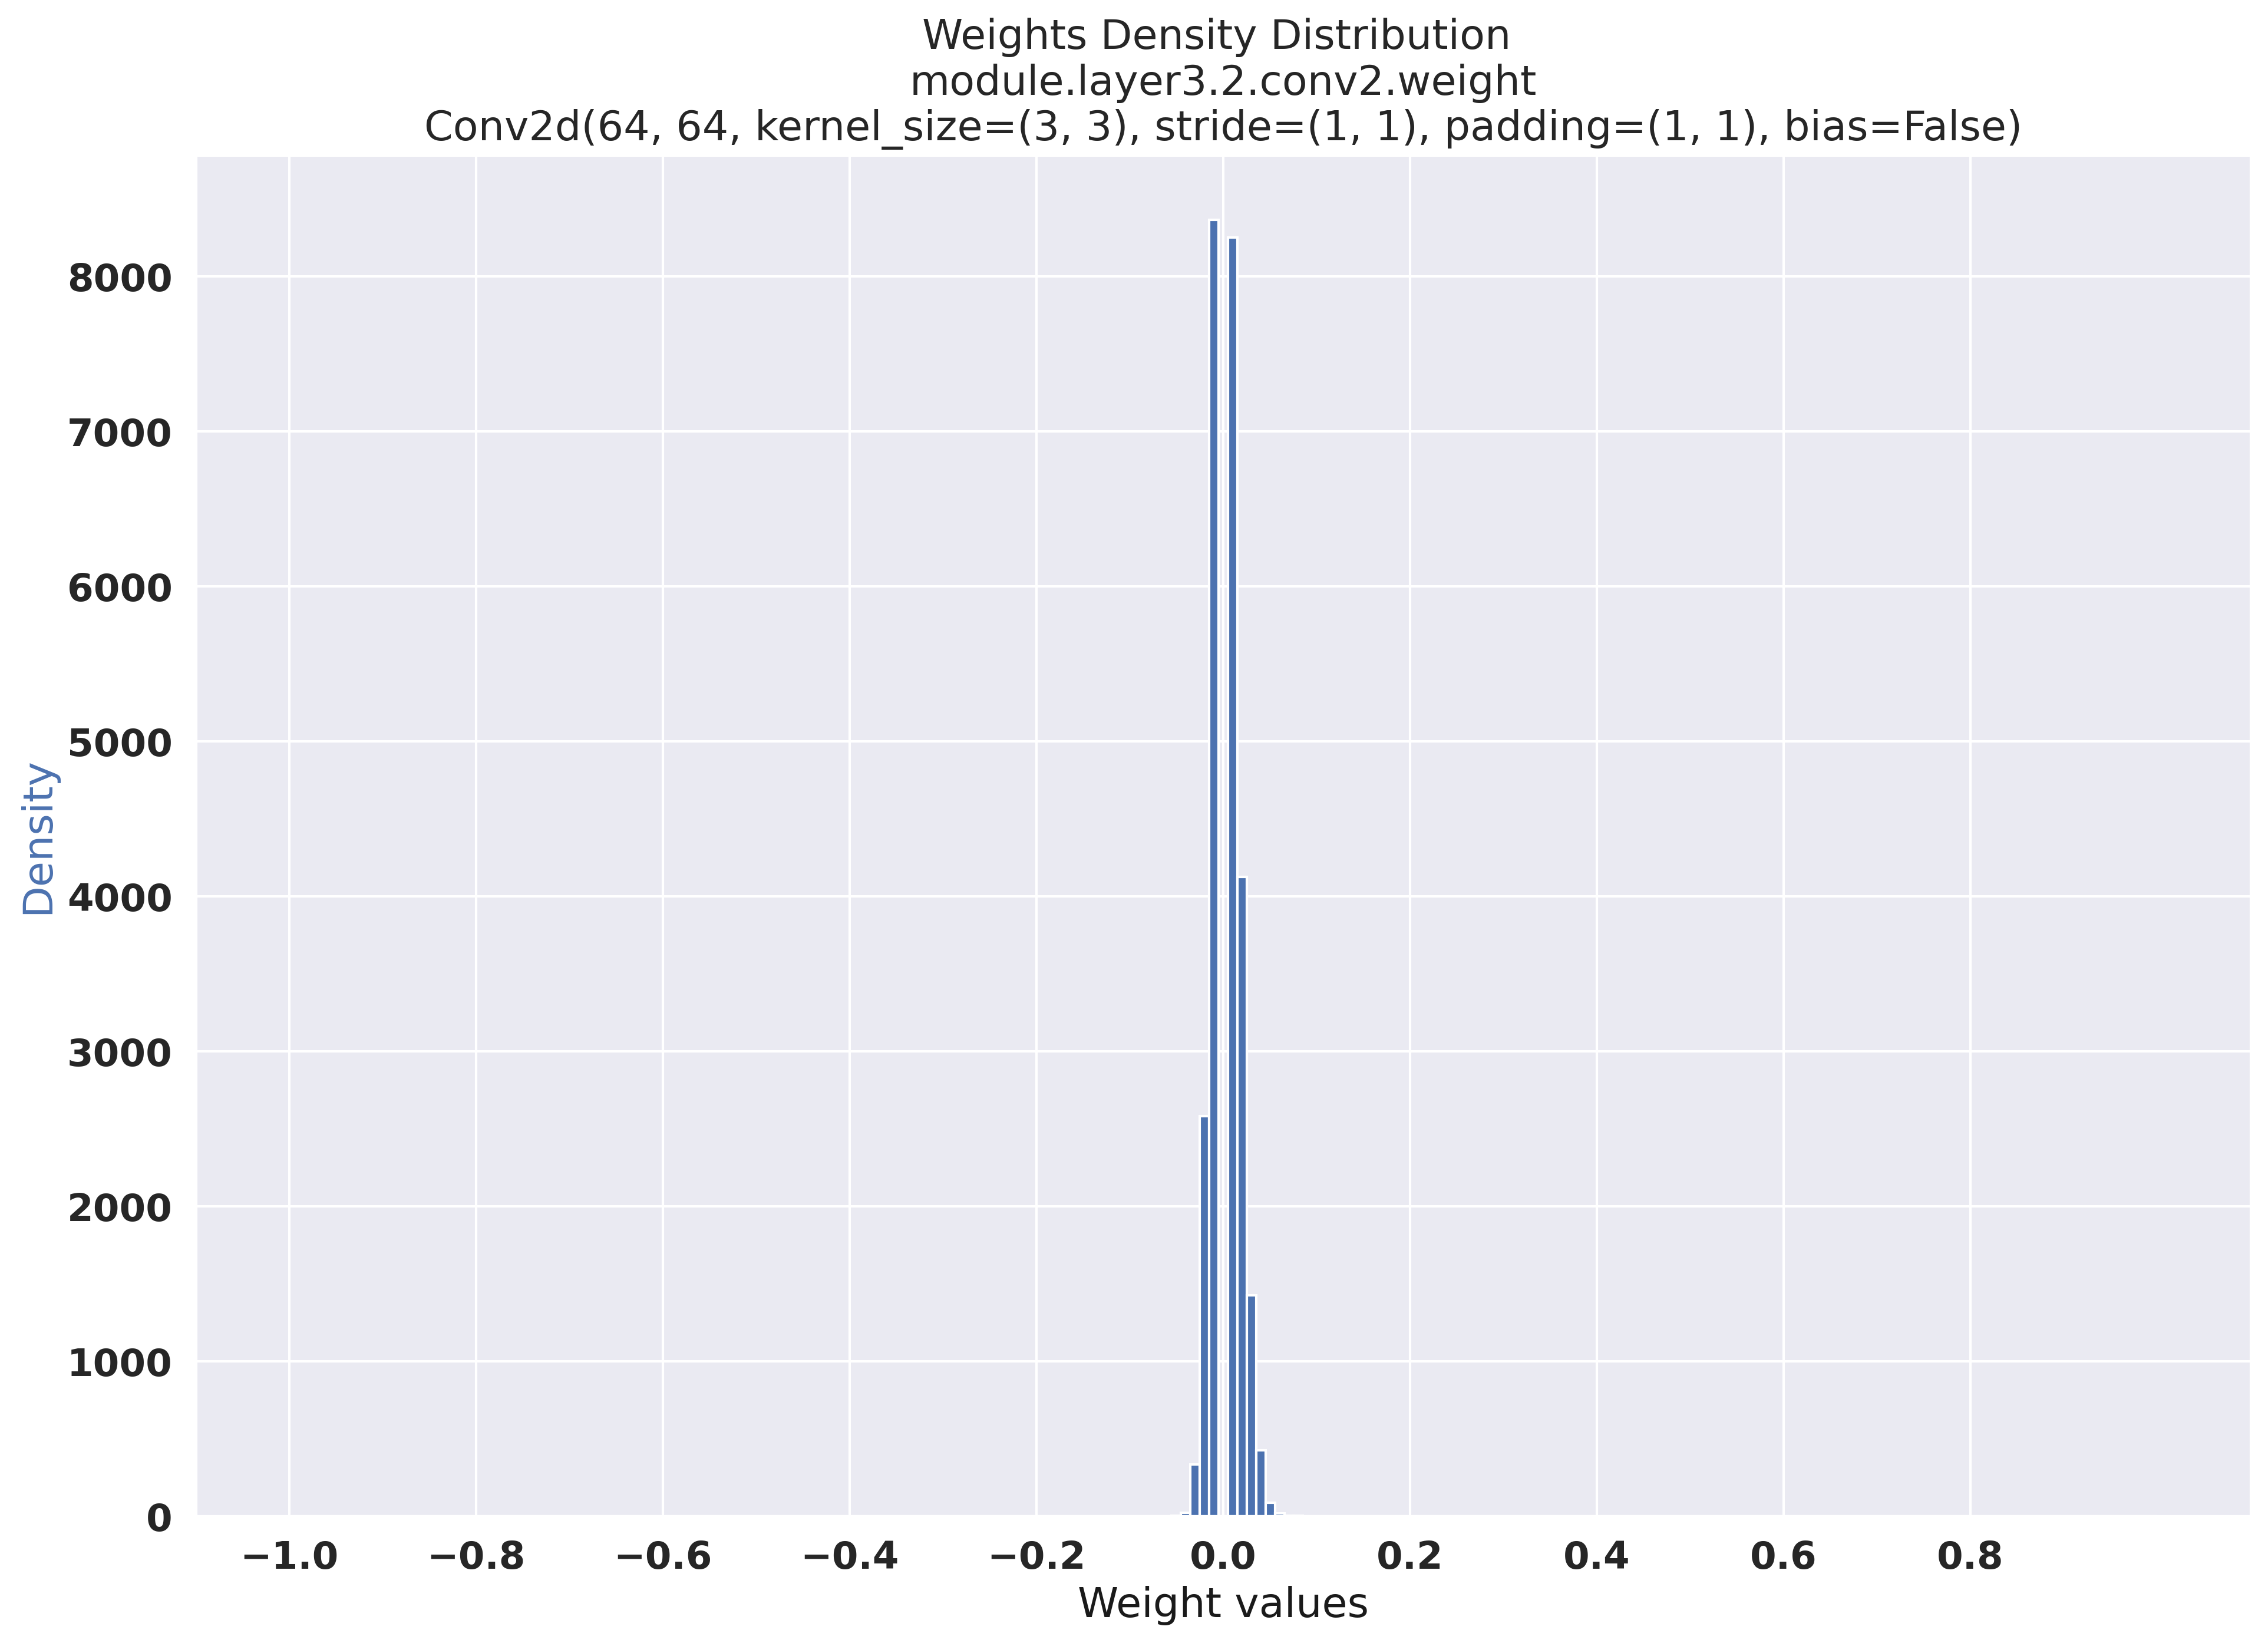 Weights Density Distribution
module.layer3.2.conv2.weight
Conv2d(64, 64, kernel_size=(3, 3), stride=(1, 1), padding=(1, 1), bias=False)
Density
8000
7000
6000
5000
4000
3000
2000
1000
0
−1.0 −0.8 −0.6 −0.4 −0.2 0.0 0.2 0.4 0.6 0.8
Weight values